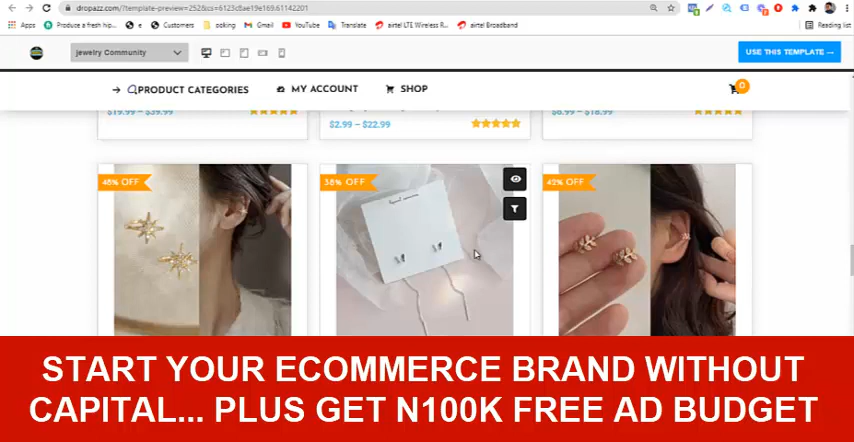 dropazz.com/?template-preview=252&cs=6123c8ae19e169.61142201
Apps
Produce a fresh hip...
e
Customers
ooking
Gmail
YouTube
Translate
airtel LTE Wireless R...
airtel Broadband
Reading list
Jewelry Community
USE THIS TEMPLATE →
PRODUCT CATEGORIES
MY ACCOUNT
SHOP
0
$19.99 – $39.99
$2.99 – $22.99
$8.99 – $18.99
48% OFF
38% OFF
42% OFF
START YOUR ECOMMERCE BRAND WITHOUT
CAPITAL... PLUS GET N100K FREE AD BUDGET